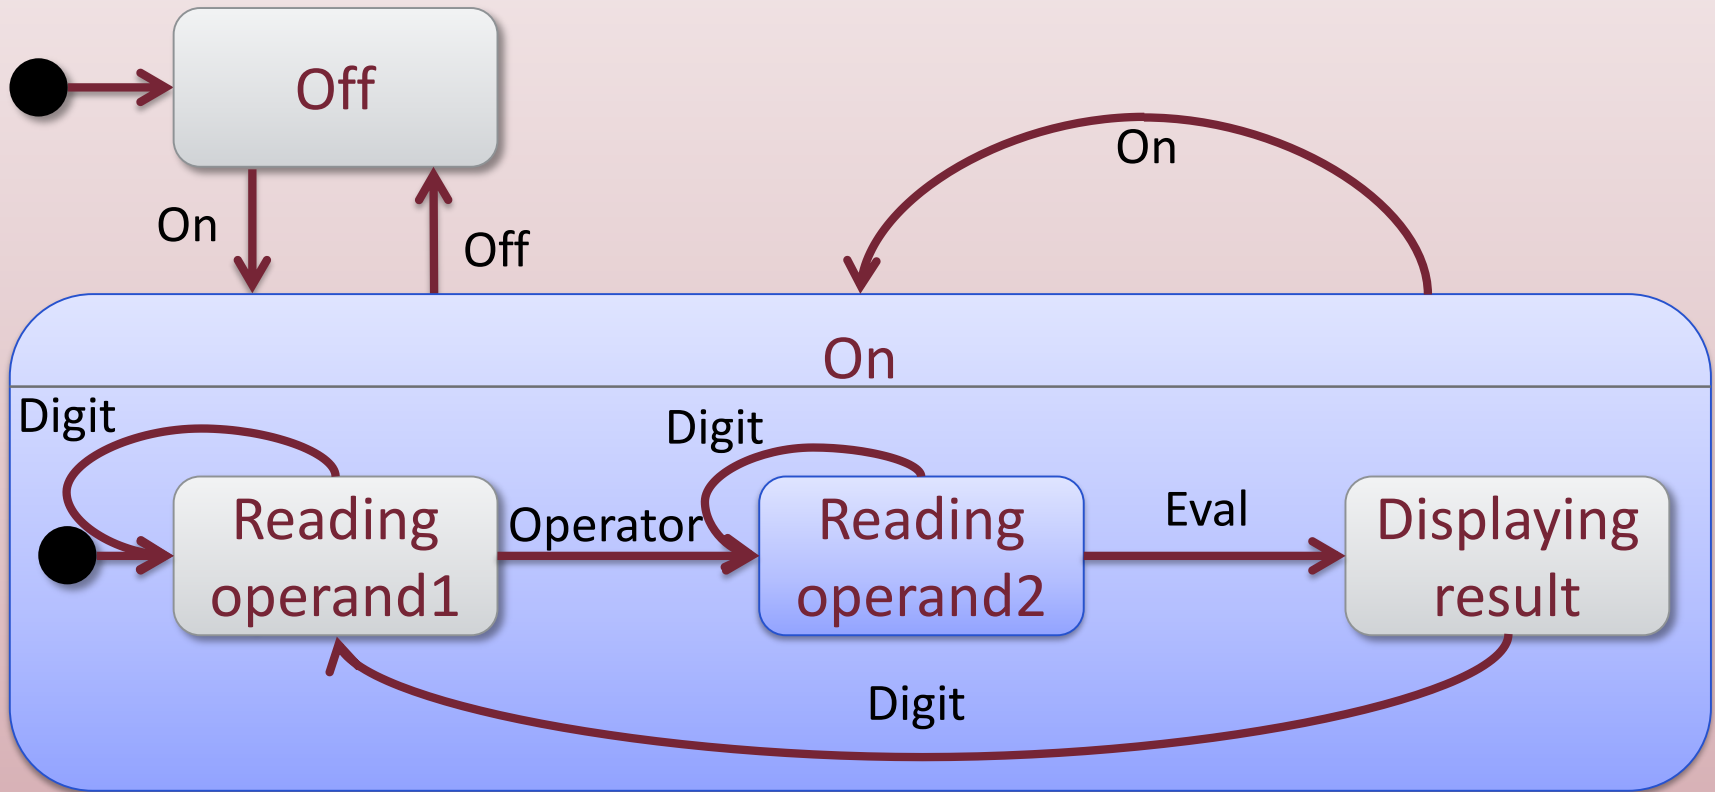 Off
On
On
Off
On
Digit
Digit
Reading
operand1
Operator
Reading
operand2
Eval
Displaying
result
Digit